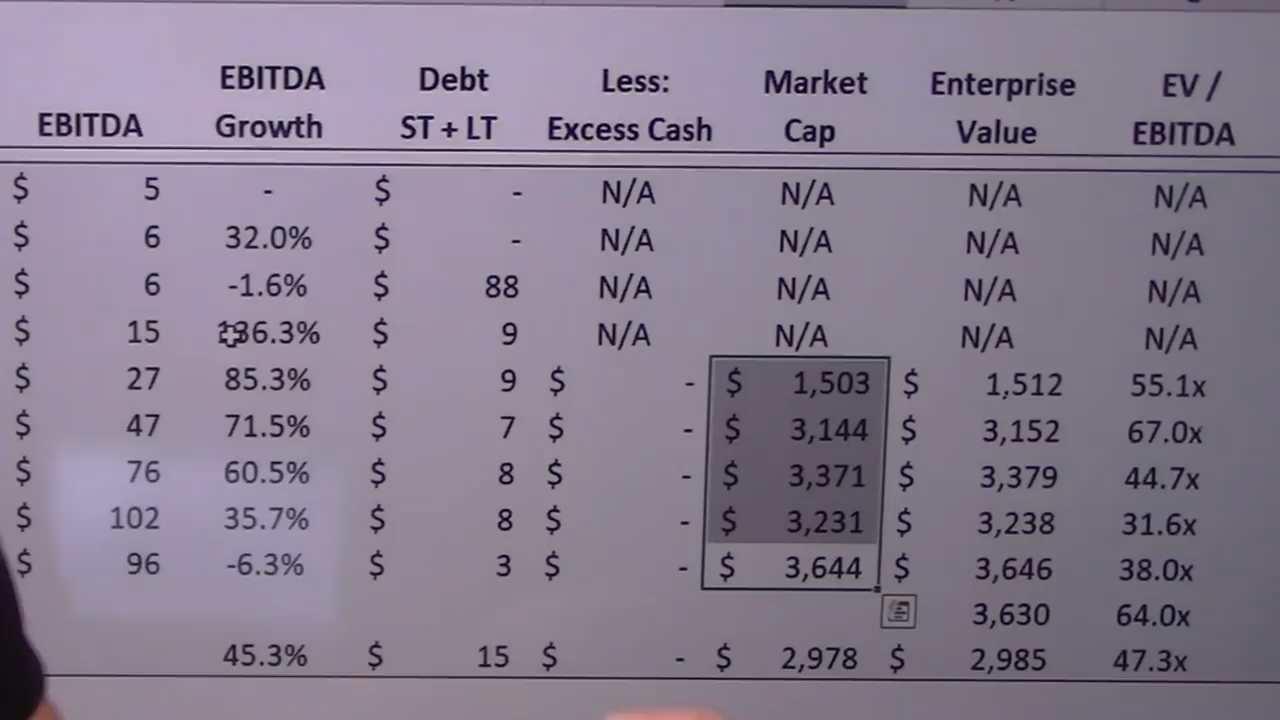 EBITDA EBITDA Growth Debt ST + LT Less: Excess Cash Market Cap Enterprise Value EV / EBITDA
$ 5 - $ - N/A N/A N/A N/A
$ 6 32.0% $ - N/A N/A N/A N/A
$ 6 -1.6% $ 88 N/A N/A N/A N/A
$ 15 136.3% $ 9 N/A N/A N/A N/A
$ 27 85.3% $ 9 $ - $ 1,503 $ 1,512 55.1x
$ 47 71.5% $ 7 $ - $ 3,144 $ 3,152 67.0x
$ 76 60.5% $ 8 $ - $ 3,371 $ 3,379 44.7x
$ 102 35.7% $ 8 $ - $ 3,231 $ 3,238 31.6x
$ 96 -6.3% $ 3 $ - $ 3,644 $ 3,646 38.0x
3,630 64.0x
45.3% $ 15 $ - $ 2,978 $ 2,985 47.3x